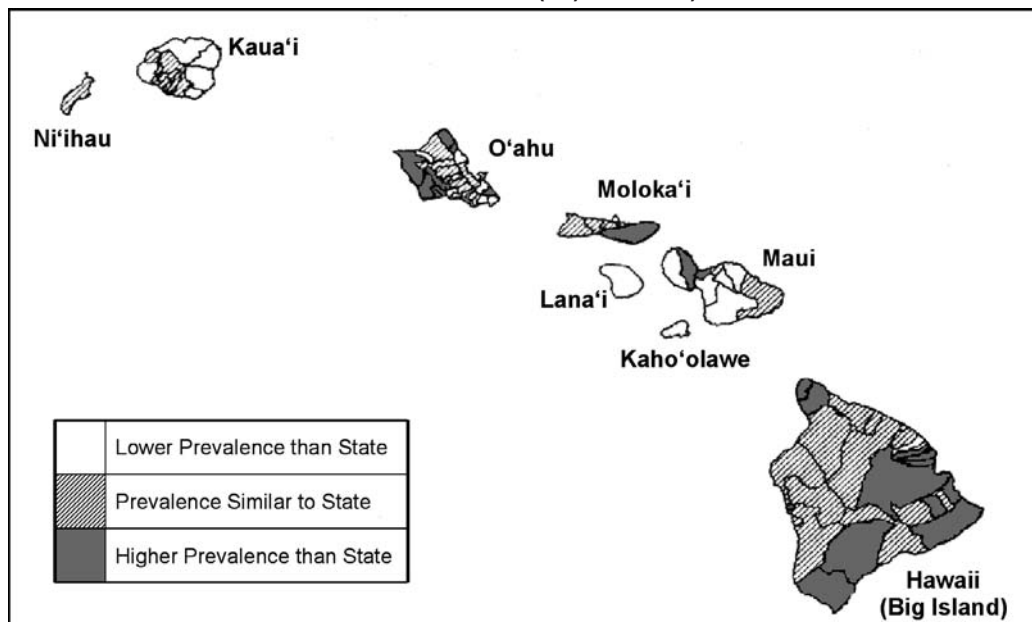 Kaua‘i
Ni‘ihau
O‘ahu
Moloka‘i
Maui
Lana‘i
Kaho‘olawe
Lower Prevalence than State
Prevalence Similar to State
Higher Prevalence than State
Hawaii
(Big Island)